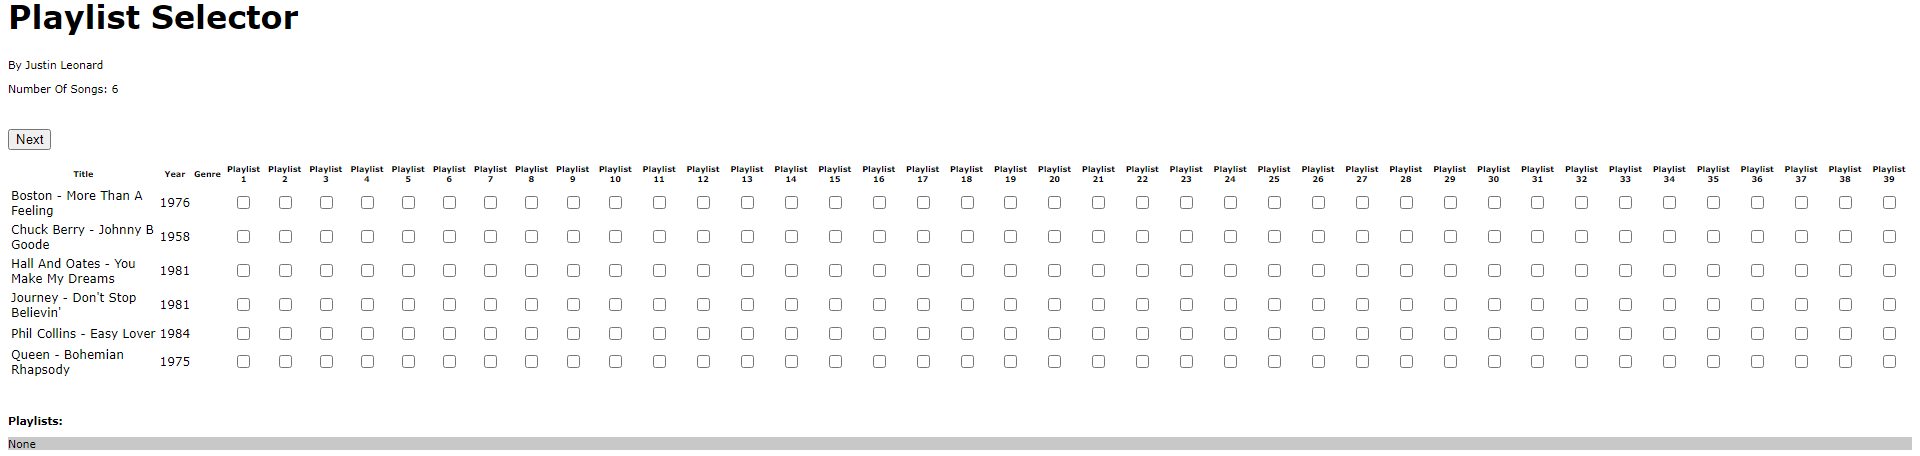 Playlist Selector
By Justin Leonard
Number Of Songs: 6
Next
Title Year Genre Playlist 1 Playlist 2 Playlist 3 Playlist 4 Playlist 5 Playlist 6 Playlist 7 Playlist 8 Playlist 9 Playlist 10 Playlist 11 Playlist 12 Playlist 13 Playlist 14 Playlist 15 Playlist 16 Playlist 17 Playlist 18 Playlist 19 Playlist 20 Playlist 21 Playlist 22 Playlist 23 Playlist 24 Playlist 25 Playlist 26 Playlist 27 Playlist 28 Playlist 29 Playlist 30 Playlist 31 Playlist 32 Playlist 33 Playlist 34 Playlist 35 Playlist 36 Playlist 37 Playlist 38 Playlist 39
Boston - More Than A
Feeling
1976
Chuck Berry - Johnny B
Goode
1958
Hall And Oates - You
Make My Dreams
1981
Journey - Don't Stop
Believin'
1981
Phil Collins - Easy Lover 1984
Queen - Bohemian
Rhapsody
1975
Playlists:
None